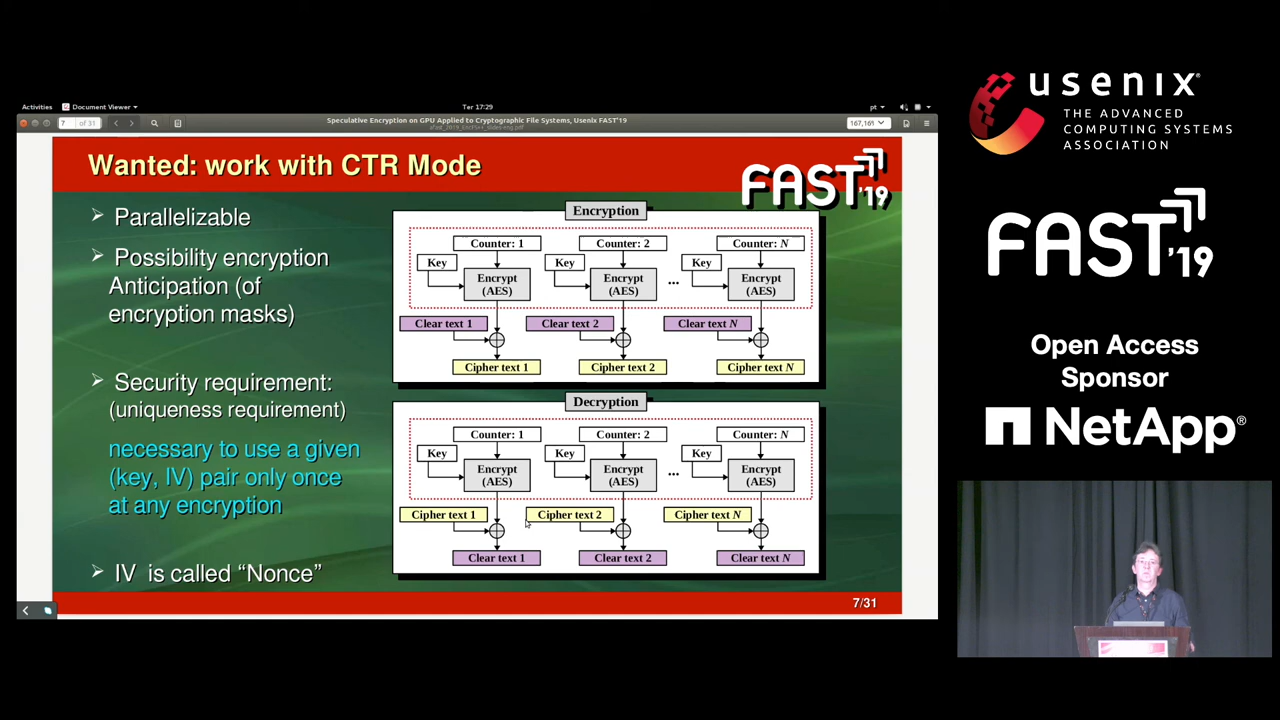 Activities
Document Viewer
Ter 17:29
pt
7
of 31
Speculative Encryption on GPU Applied to Cryptographic File Systems, Usenix FAST'19
167,169
Wanted: work with CTR Mode
FAST'19
Parallelizable
Possibility encryption
Anticipation (of
encryption masks)
Security requirement:
(uniqueness requirement)
necessary to use a given
(key, IV) pair only once
at any encryption
IV is called “Nonce”
Encryption
Counter: 1
Counter: 2
Counter: N
Key
Key
Key
Encrypt
(AES)
Encrypt
(AES)
...
Encrypt
(AES)
Clear text 1
Clear text 2
Clear text N
Cipher text 1
Cipher text 2
Cipher text N
Decryption
Counter: 1
Counter: 2
Counter: N
Key
Key
Key
Encrypt
(AES)
Encrypt
(AES)
...
Encrypt
(AES)
Cipher text 1
Cipher text 2
Cipher text N
Clear text 1
Clear text 2
Clear text N
7/31
usenix®
THE ADVANCED
COMPUTING SYSTEMS
ASSOCIATION
FAST'19
Open Access
Sponsor
NetApp®